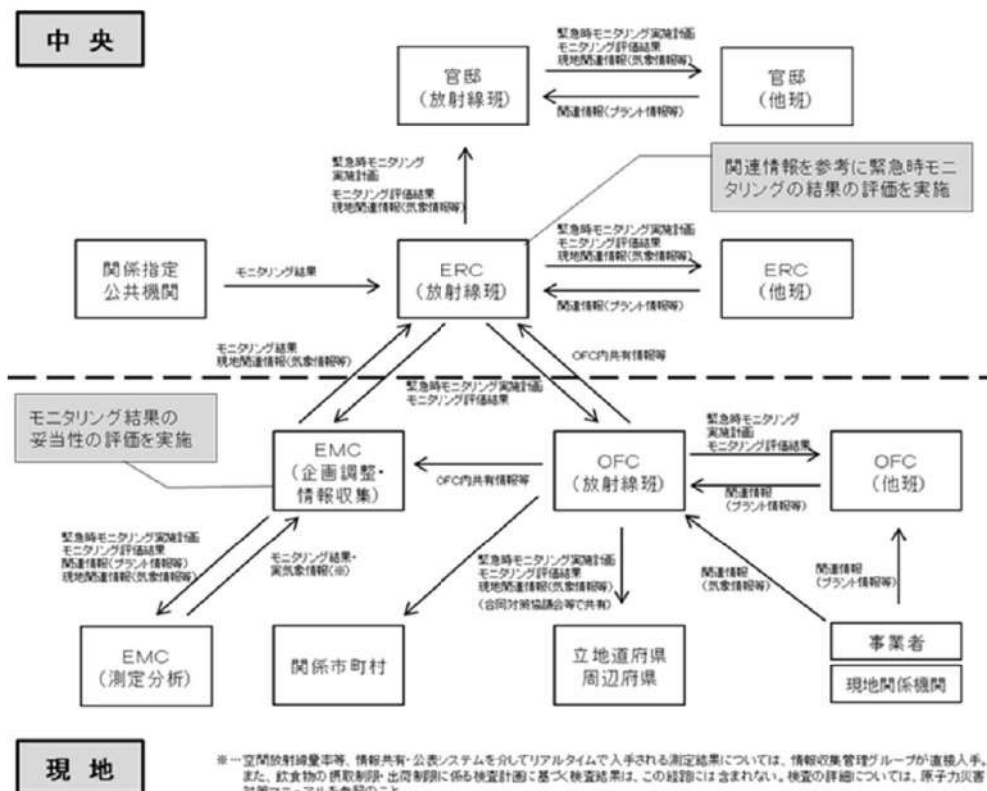 中 央
緊急時モニタリング実施計画
モニタリング評価結果
現地関連情報(気象情報等)
官邸
(放射線班)
官邸
(他班)
関連情報(プラント情報等)
緊急時モニタリング
実施計画
モニタリング評価結果
現地関連情報(気象情報等)
関連情報を参考に緊急時モニ
タリングの結果の評価を実施
緊急時モニタリング実施計画
モニタリング評価結果
現地関連情報(気象情報等)
関係指定
公共機関
モニタリング結果
ERC
(放射線班)
ERC
(他班)
関連情報(プラント情報等)
モニタリング結果
現地関連情報(気象情報等)
OFC内共有情報等
緊急時モニタリング実施計画
モニタリング評価結果
モニタリング結果の
妥当性の評価を実施
EMC
(企画調整・
情報収集)
OFC内共有情報等
OFC
(放射線班)
緊急時モニタリング
実施計画
モニタリング評価結果
関連情報
(プラント情報等)
OFC
(他班)
緊急時モニタリング実施計画
モニタリング評価結果
関連情報(プラント情報等)
現地関連情報(気象情報等)
モニタリング結果・
実気象情報(※)
緊急時モニタリング実施計画
モニタリング評価結果
現地関連情報(気象情報等)
(合同対策協議会等で共有)
関連情報
(気象情報等)
関連情報
(プラント情報等)
EMC
(測定分析)
関係市町村
立地道府県
周辺府県
事業者
現地関係機関
現 地
※…空間放射線量率等、情報共有・公表システムを介してリアルタイムで入手される測定結果については、情報収集管理グループが直接入手。
また、飲食物の摂取制限・出荷制限に係る検査計画に基づく検査結果は、この経路には含まれない。検査の詳細については、原子力災害
対策マニュアルを参照のこと